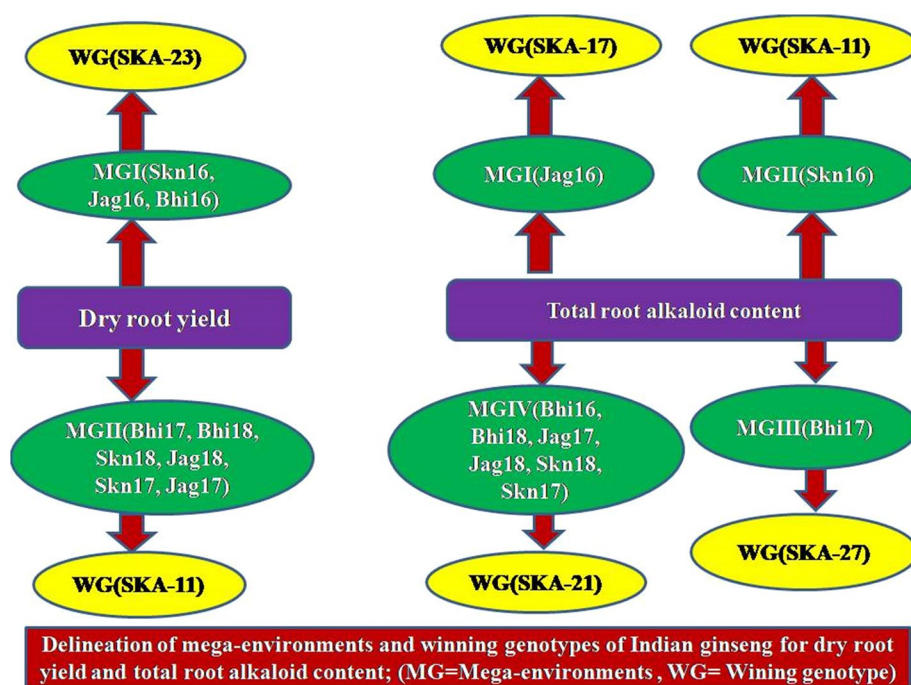 WG(SKA-23)
MGI(Skn16,
Jag16, Bhi16)
Dry root yield
MGII(Bhi17, Bhi18,
Skn18, Jag18,
Skn17, Jag17)
WG(SKA-11)
WG(SKA-17)
WG(SKA-11)
MGI(Jag16)
MGII(Skn16)
Total root alkaloid content
MGIV(Bhi16,
Bhi18, Jag17,
Jag18, Skn18,
Skn17)
MGIII(Bhi17)
WG(SKA-21)
WG(SKA-27)
Delineation of mega-environments and winning genotypes of Indian ginseng for dry root
yield and total root alkaloid content; (MG=Mega-environments , WG= Wining genotype)